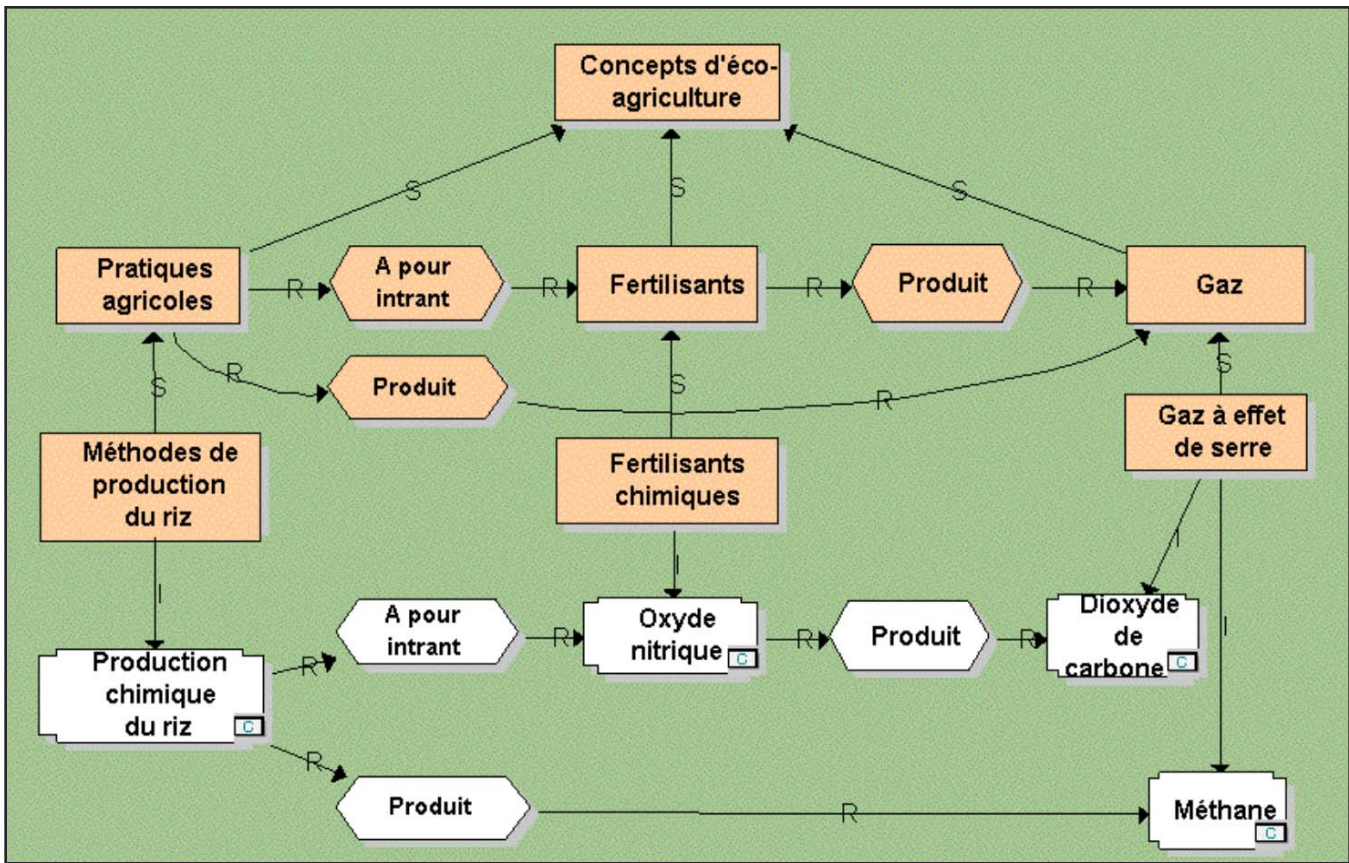 Concepts d'éco-
agriculture
S
S
S
Pratiques
agricoles
R
A pour
intrant
R
Fertilisants
R
Produit
R
Gaz
R
Produit
R
S
S
S
Méthodes de
production
du riz
Fertilisants
chimiques
Gaz à effet
de serre
I
I
I
I
A pour
intrant
R
R
Oxyde
nitrique
C
R
Produit
R
Dioxyde
de
carbone
C
Production
chimique
du riz
C
R
Produit
R
Méthane
C